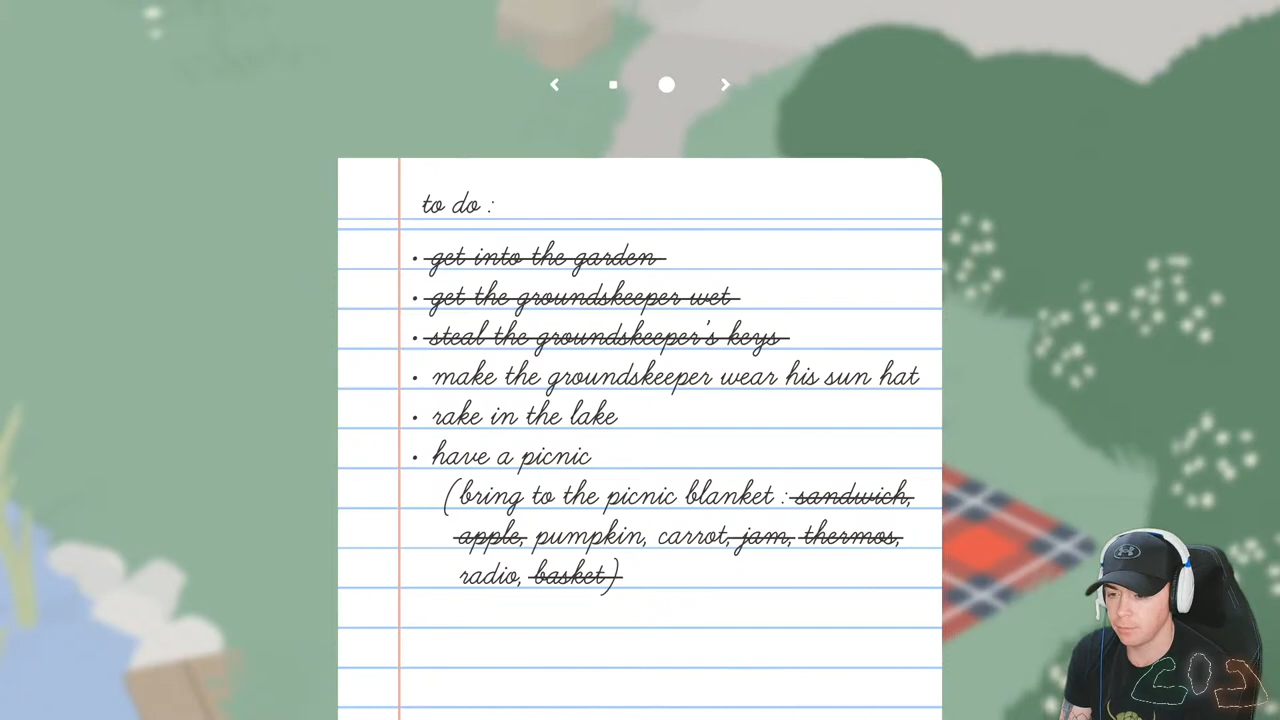 to do :
• get into the garden
• get the groundskeeper wet
• steal the groundskeeper's keys
• make the groundskeeper wear his sun hat
• rake in the lake
• have a picnic
(bring to the picnic blanket : sandwich,
apple, pumpkin, carrot, jam, thermos,
radio, basket)